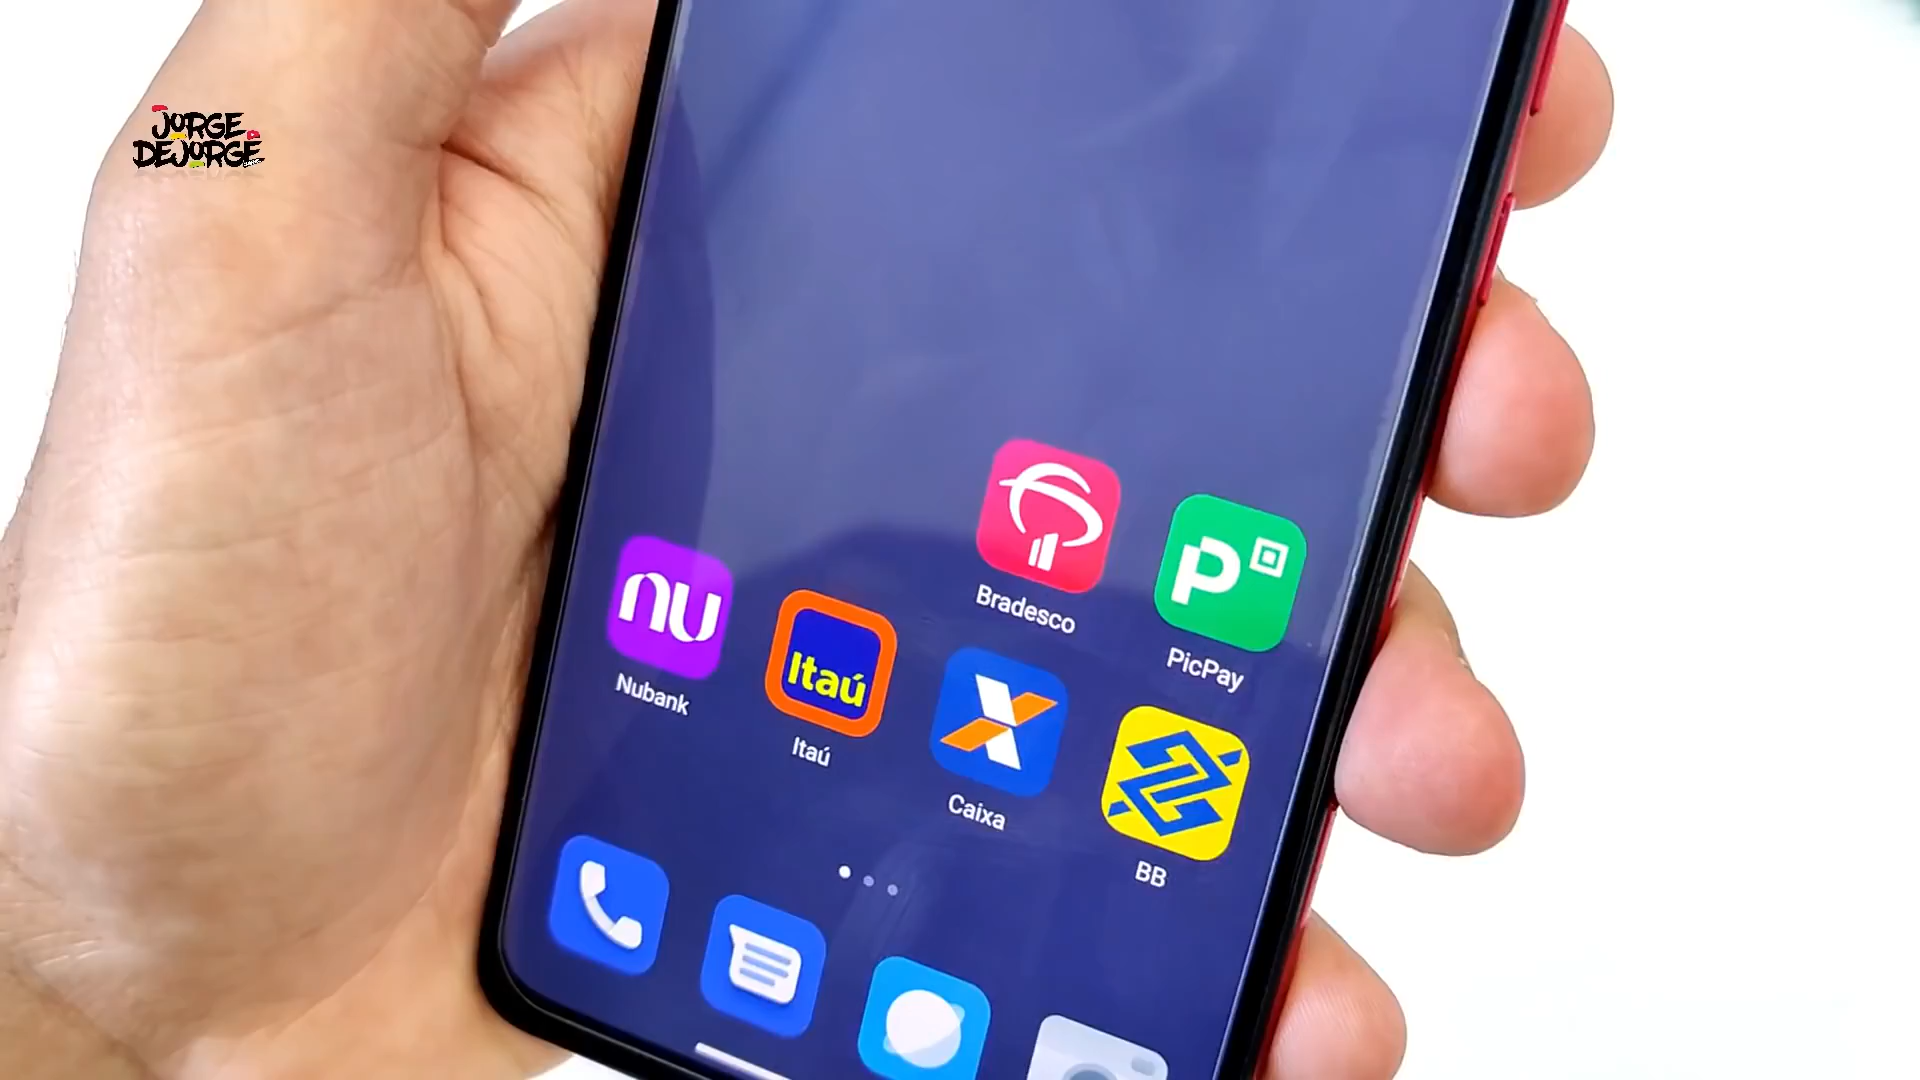 JORGE
DEJORGE
Bradesco
PicPay
nu
Nubank
Itaú
Itaú
Caixa
BB